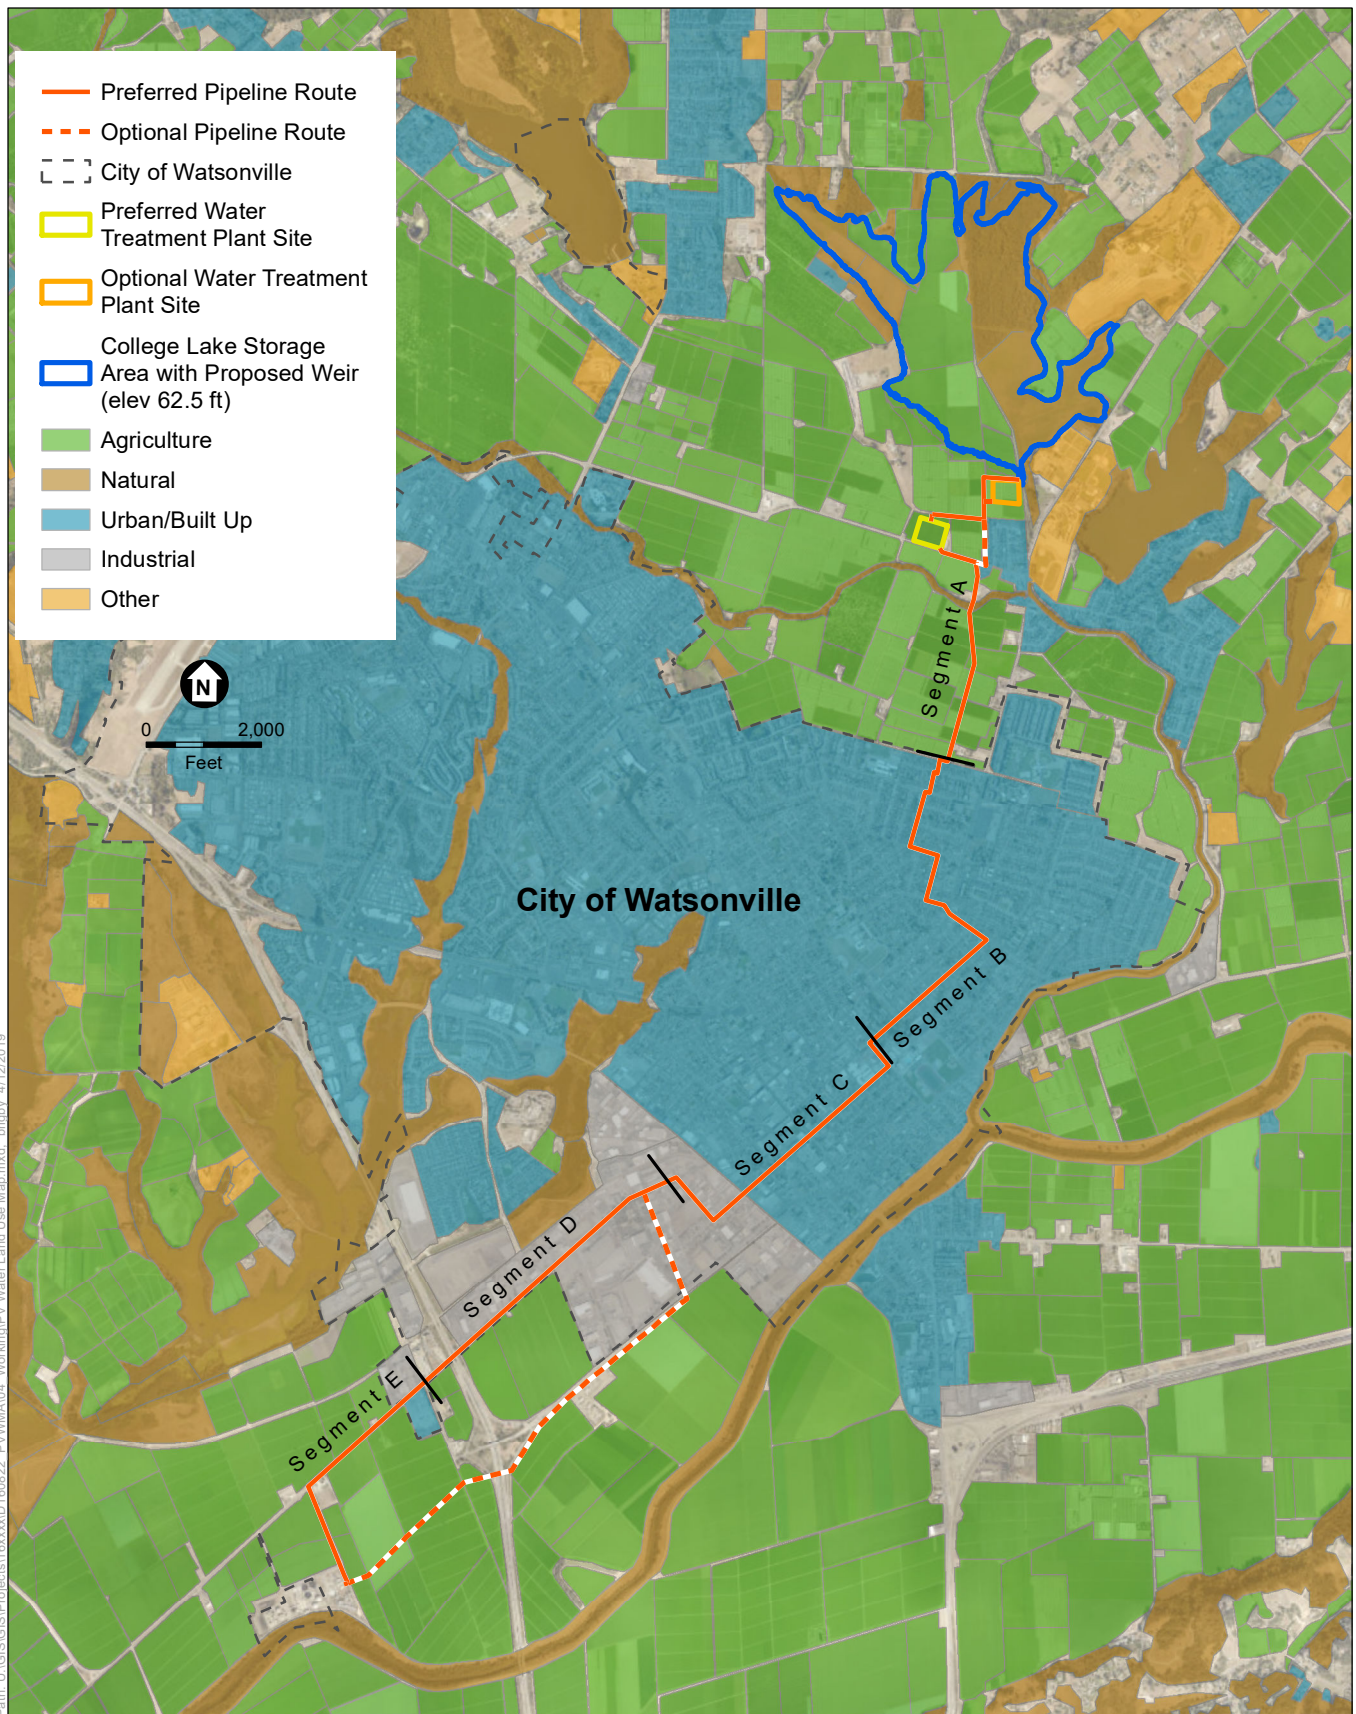 Preferred Pipeline Route
Optional Pipeline Route
City of Watsonville
Preferred Water
Treatment Plant Site
Optional Water Treatment
Plant Site
College Lake Storage
Area with Proposed Weir
(elev 62.5 ft)
Agriculture
Natural
Urban/Built Up
Industrial
Other
N
0 2,000
Feet
Segment A
City of Watsonville
Segment B
Segment C
Segment D
Segment E